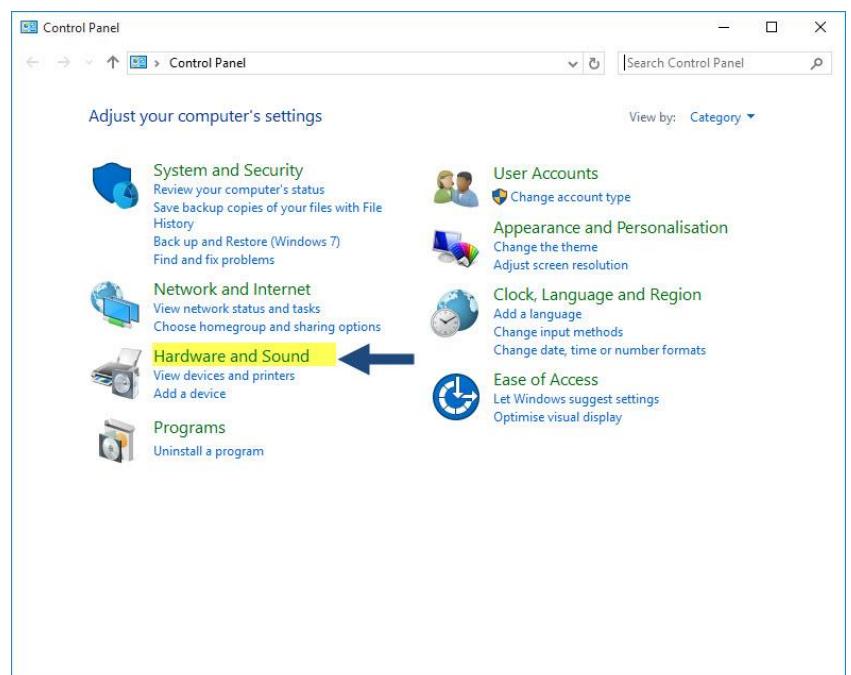 Control Panel
Control Panel
Search Control Panel
Adjust your computer's settings
View by: Category
System and Security
Review your computer's status
Save backup copies of your files with File
History
Back up and Restore (Windows 7)
Find and fix problems
Network and Internet
View network status and tasks
Choose homegroup and sharing options
Hardware and Sound
View devices and printers
Add a device
Programs
Uninstall a program
User Accounts
Change account type
Appearance and Personalisation
Change the theme
Adjust screen resolution
Clock, Language and Region
Add a language
Change input methods
Change date, time or number formats
Ease of Access
Let Windows suggest settings
Optimise visual display